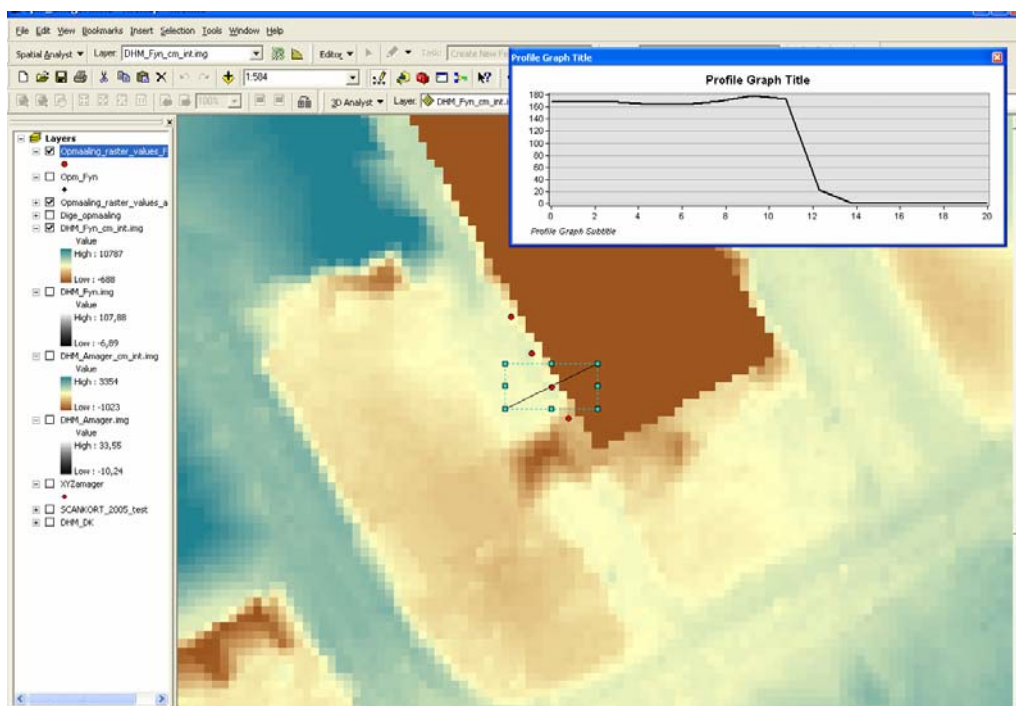 File Edit View Bookmarks Insert Selection Tools Window Help
Spatial Analyst Layer: DHM_Fyn_cm_int.img Editor Task: Create New Fe
1:584
100% 3D Analyst Layer: DHM_Fyn_cm_int.i
Profile Graph Title
Profile Graph Title
180
160
140
120
100
80
60
40
20
0
0 2 4 6 8 10 12 14 16 18 20
Profile Graph Subtitle
Layers
Opmaaling_raster_values_F
Opm_Fyn
Opmaaling_raster_values_a
Dige_opmaaling
DHM_Fyn_cm_int.img
Value
High : 10787
Low : -688
DHM_Fyn.img
Value
High : 107,88
Low : -6,89
DHM_Amager_cm_int.img
Value
High : 3354
Low : -1023
DHM_Amager.img
Value
High : 33,55
Low : -10,24
XYZamager
SCANKORT_2005_test
DHM_DK